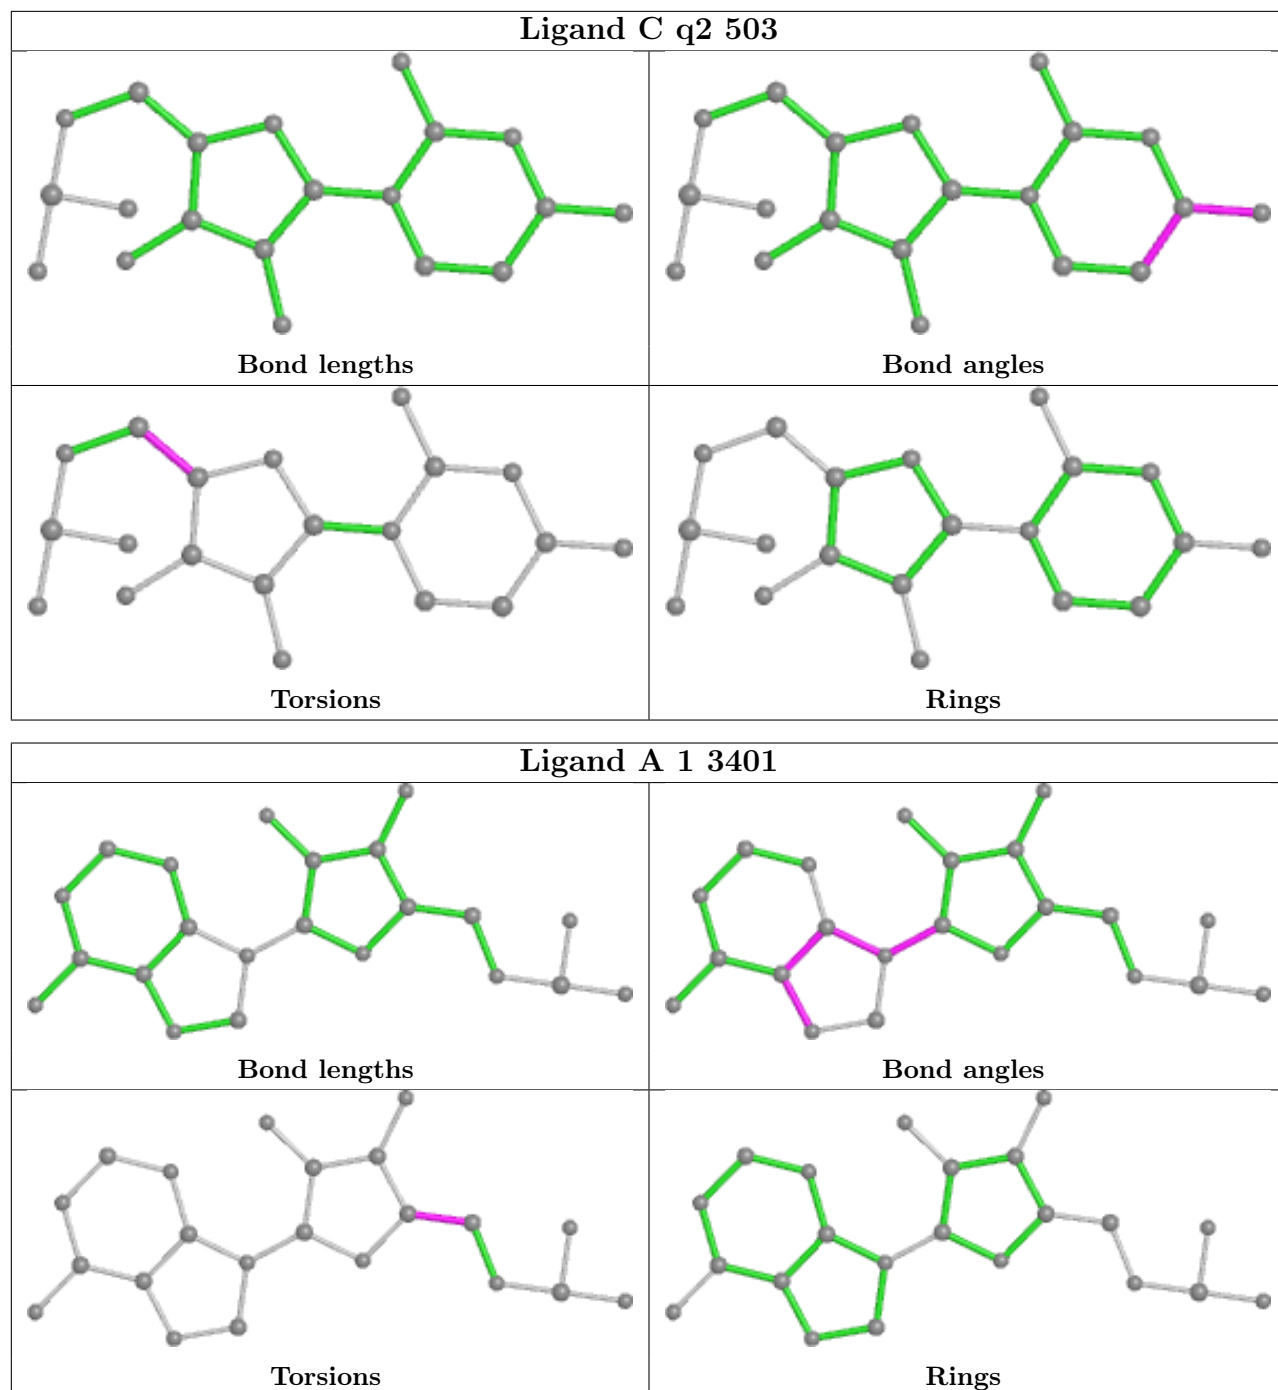 Ligand C q2 503
Bond lengths
Bond angles
Torsions
Rings
Ligand A 1 3401
Bond lengths
Bond angles
Torsions
Rings